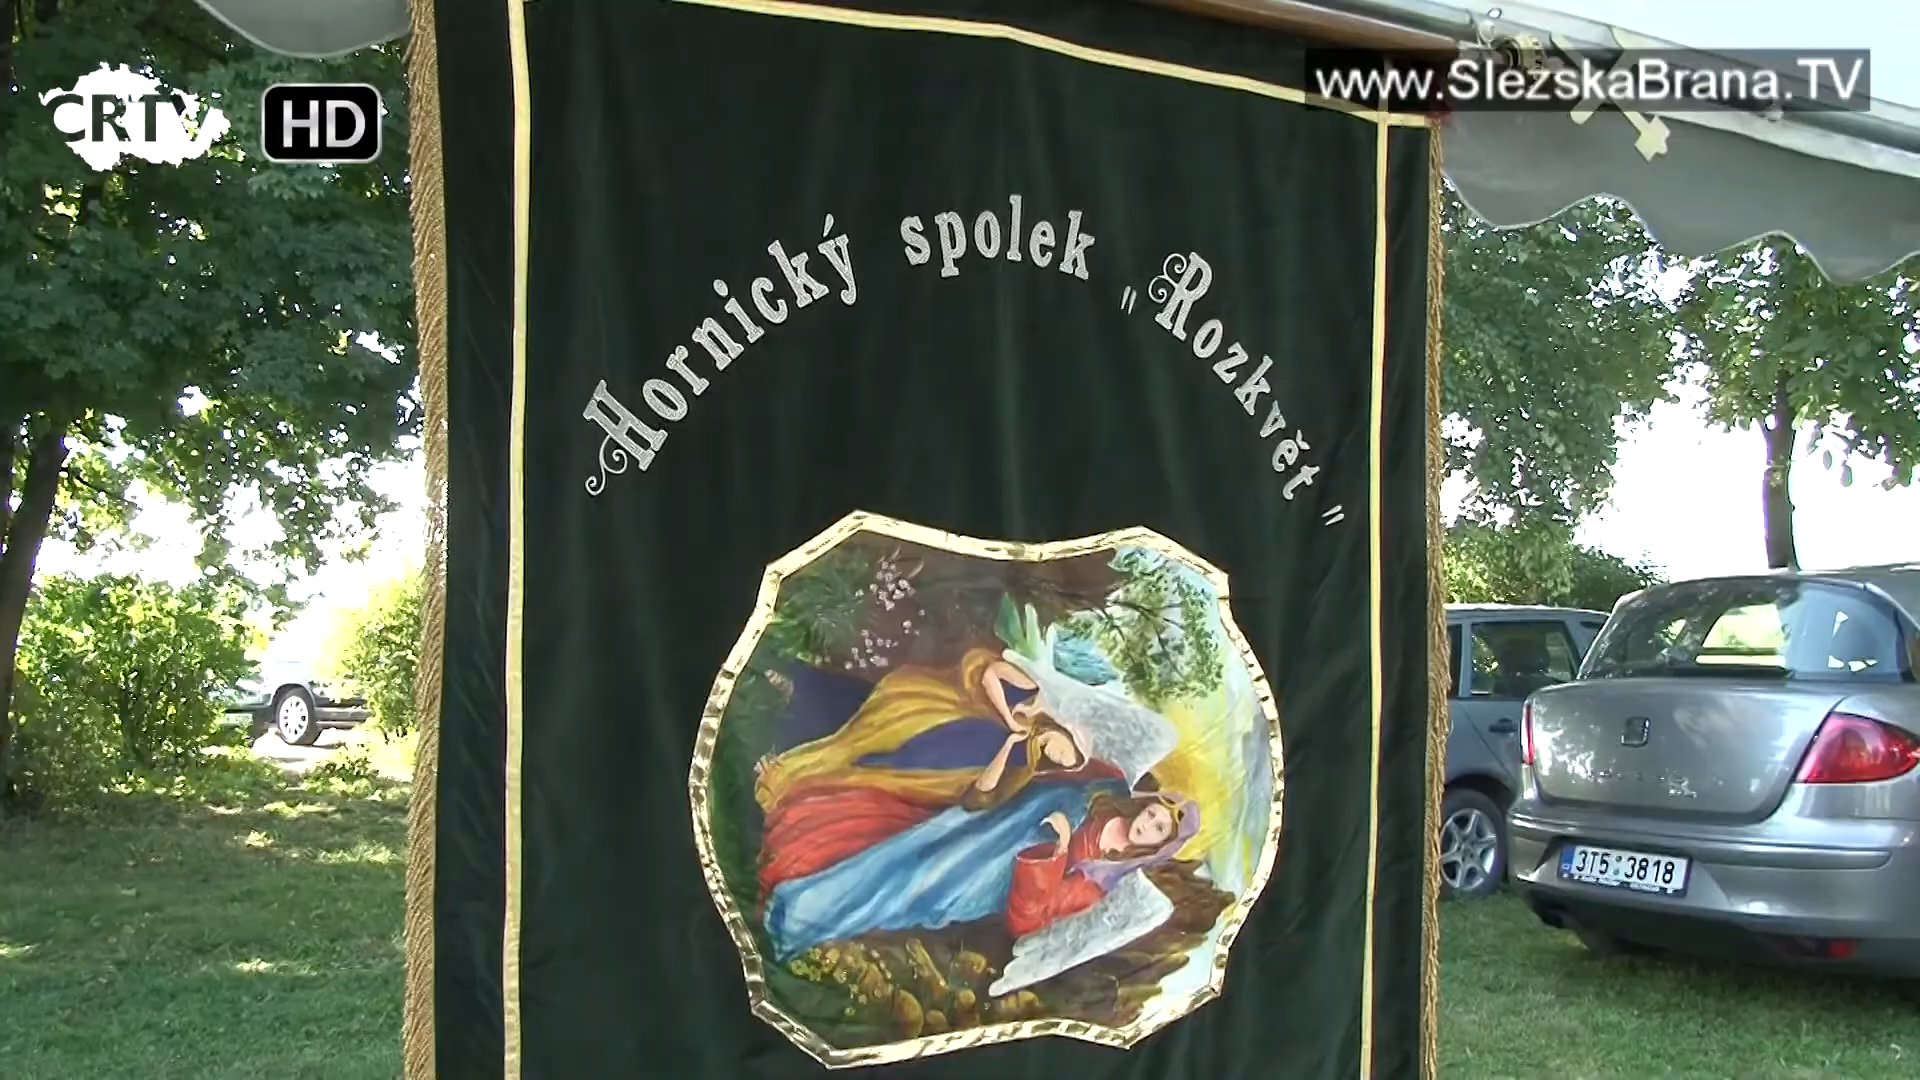 CRTV
HD
www.SlezskaBrana.TV
Hornický spolek "Rozkvět"
3T5 3818